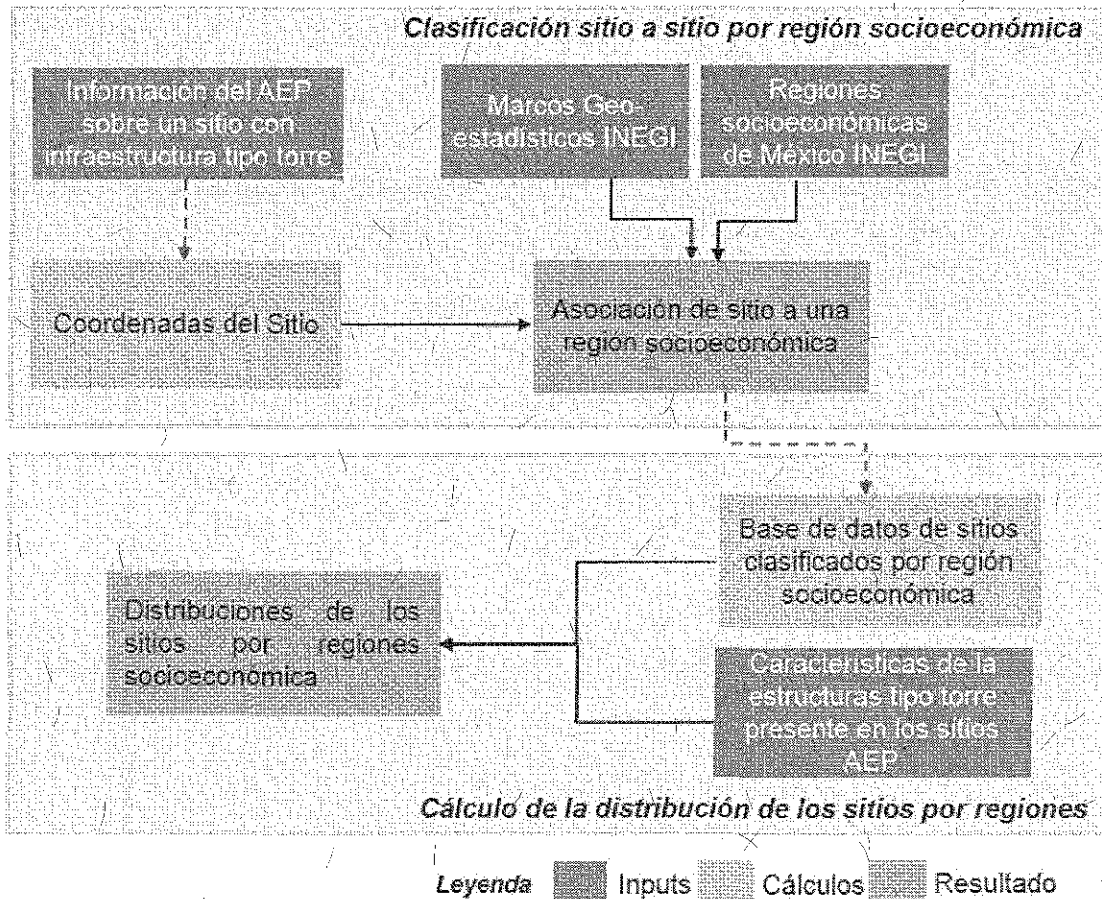 Clasificación sitio a sitio por región socioeconómica
Información del AEP
sobre un sitio con
infraestructura tipo torre
Marcos Geo-
estadísticos INEGI
Regiones
socioeconómicas
de México INEGI
Coordenadas del Sitio
Asociación de sitio a una
región socioeconómica
Base de datos de sitios
clasificados por región
socioeconómica
Distribuciones de los
sitios por regiones
socioeconómica
Características de la
estructuras tipo torre
presente en los sitios
AEP
Cálculo de la distribución de los sitios por regiones
Leyenda Inputs Cálculos Resultado